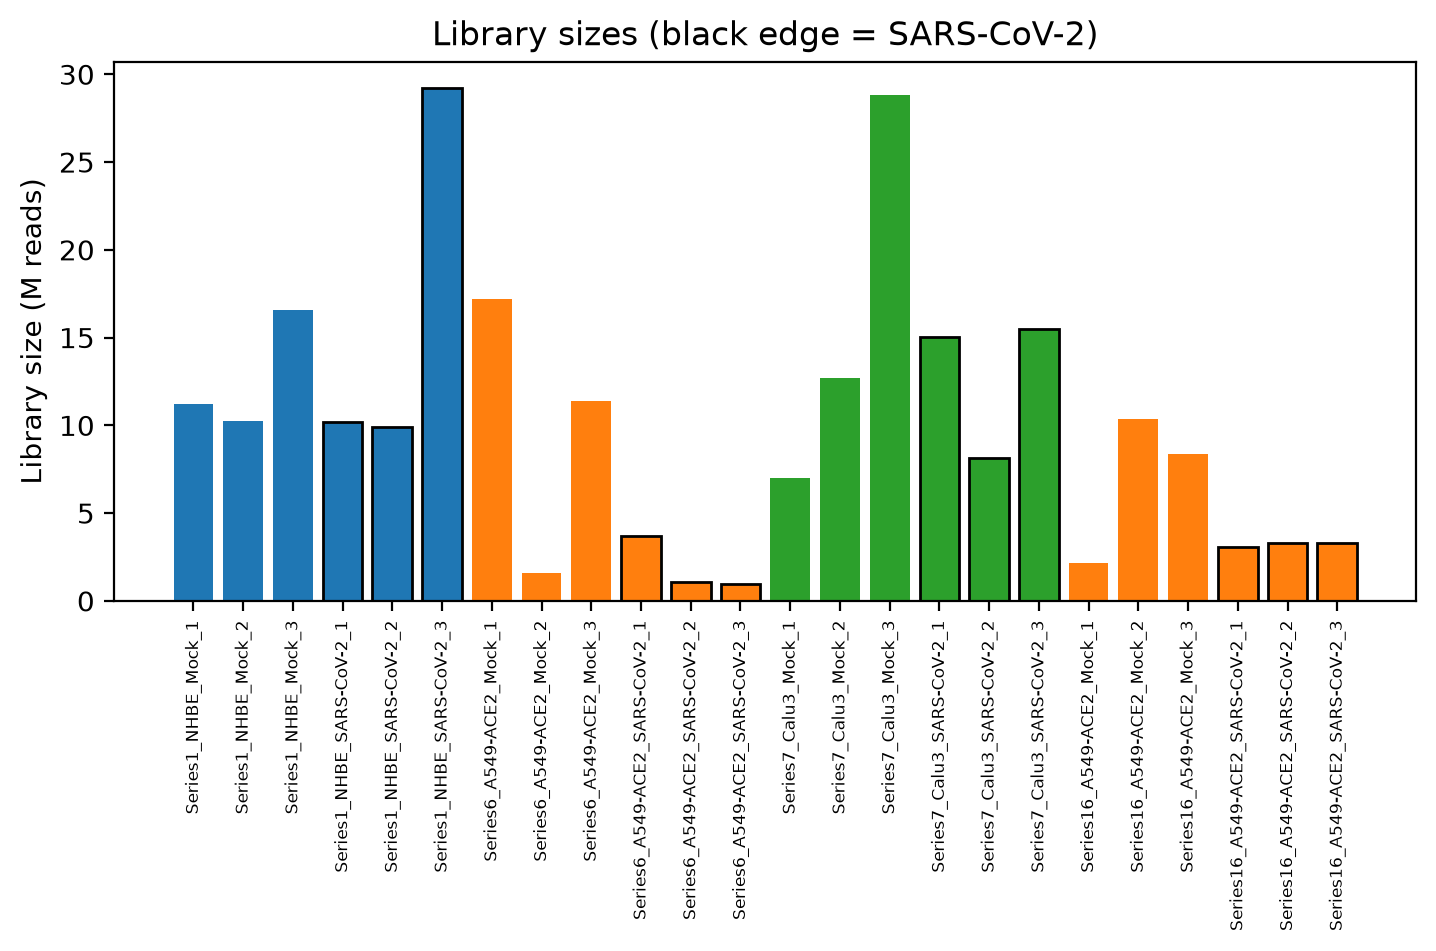 Library sizes (black edge = SARS-CoV-2)
Library size (M reads)
30
25
20
15
10
5
0
Series1_NHBE_Mock_1
Series1_NHBE_Mock_2
Series1_NHBE_Mock_3
Series1_NHBE_SARS-CoV-2_1
Series1_NHBE_SARS-CoV-2_2
Series1_NHBE_SARS-CoV-2_3
Series6_A549-ACE2_Mock_1
Series6_A549-ACE2_Mock_2
Series6_A549-ACE2_Mock_3
Series6_A549-ACE2_SARS-CoV-2_1
Series6_A549-ACE2_SARS-CoV-2_2
Series6_A549-ACE2_SARS-CoV-2_3
Series7_Calu3_Mock_1
Series7_Calu3_Mock_2
Series7_Calu3_Mock_3
Series7_Calu3_SARS-CoV-2_1
Series7_Calu3_SARS-CoV-2_2
Series7_Calu3_SARS-CoV-2_3
Series16_A549-ACE2_Mock_1
Series16_A549-ACE2_Mock_2
Series16_A549-ACE2_Mock_3
Series16_A549-ACE2_SARS-CoV-2_1
Series16_A549-ACE2_SARS-CoV-2_2
Series16_A549-ACE2_SARS-CoV-2_3